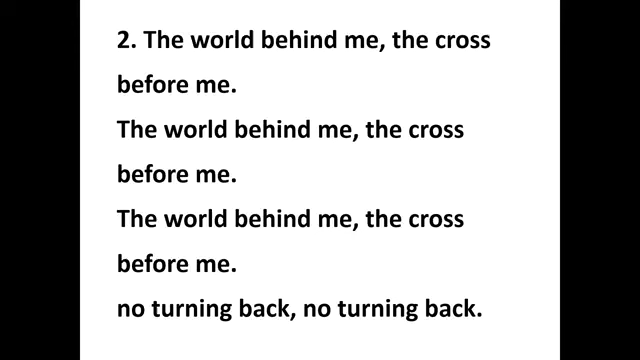 2. The world behind me, the cross
before me.
The world behind me, the cross
before me.
The world behind me, the cross
before me.
no turning back, no turning back.